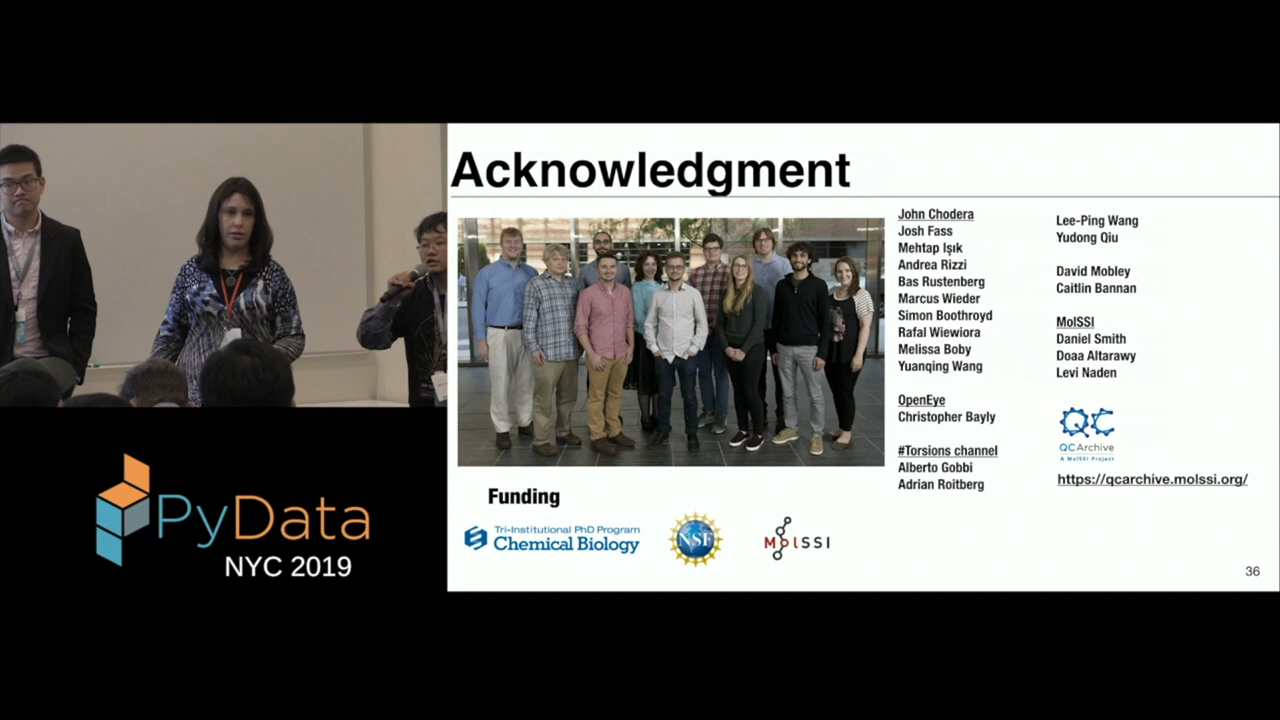 Acknowledgment
John Chodera
Josh Fass
Mehtap Işık
Andrea Rizzi
Bas Rustenberg
Marcus Wieder
Simon Boothroyd
Rafal Wiewiora
Melissa Boby
Yuanqing Wang
OpenEye
Christopher Bayly
#Torsions channel
Alberto Gobbi
Adrian Roitberg
Lee-Ping Wang
Yudong Qiu
David Mobley
Caitlin Bannan
MolSSI
Daniel Smith
Doaa Altarawy
Levi Naden
QC
QCArchive
A MolSSI Project
https://qcarchive.molssi.org/
Funding
Tri-Institutional PhD Program
Chemical Biology
NSF
MolSSI
36
PyData
NYC 2019